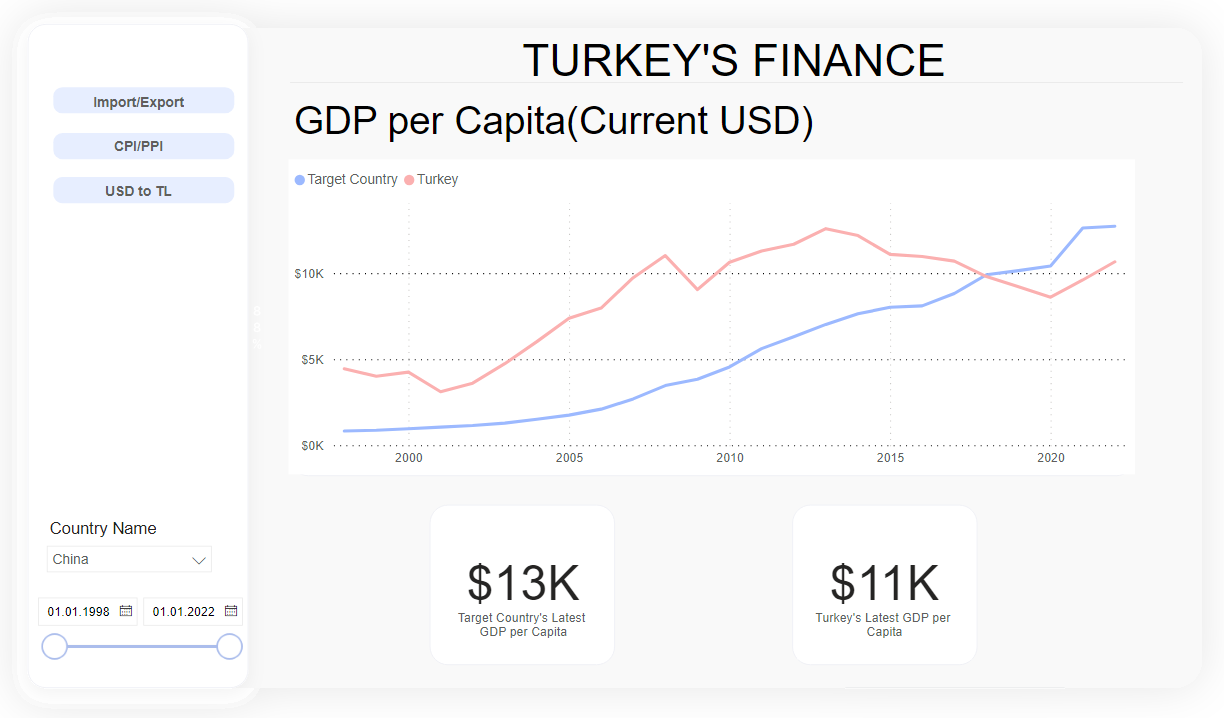 TURKEY'S FINANCE
Import/Export
CPI/PPI
USD to TL
GDP per Capita(Current USD)
Target Country Turkey
$10K
$5K
$0K
2000 2005 2010 2015 2020
Country Name
China
01.01.1998 01.01.2022
$13K
Target Country's Latest
GDP per Capita
$11K
Turkey's Latest GDP per
Capita